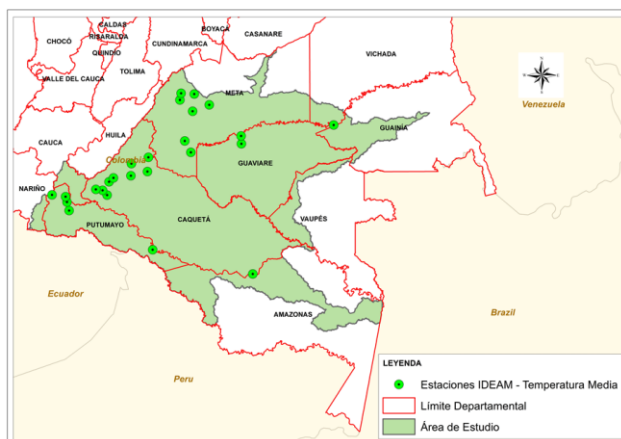 BOYACA
CALDAS
CASANARE
CHOCÓ
RISARALDA
CUNDINAMARCA
QUINDIO
VICHADA
TOLIMA
VALLE DEL CAUCA
META
Venezuela
GUAINÍA
HUILA
CAUCA
Colombia
GUAVIARE
NARIÑO
CAQUETÁ
VAUPÉS
PUTUMAYO
Ecuador
AMAZONAS
Brazil
Peru
LEYENDA
Estaciones IDEAM - Temperatura Media
Límite Departamental
Área de Estudio